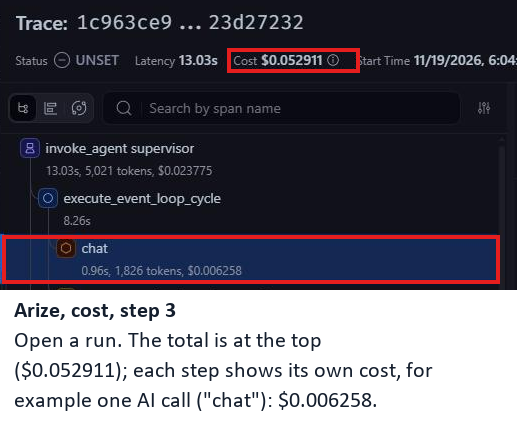 Trace: 1c963ce9 ... 23d27232
Status UNSET Latency 13.03s Cost $0.052911 Start Time 11/19/2026, 6:04:
Search by span name
invoke_agent supervisor
13.03s, 5,021 tokens, $0.023775
execute_event_loop_cycle
8.26s
chat
0.96s, 1,826 tokens, $0.006258
Arize, cost, step 3
Open a run. The total is at the top
($0.052911); each step shows its own cost, for
example one AI call ("chat"): $0.006258.